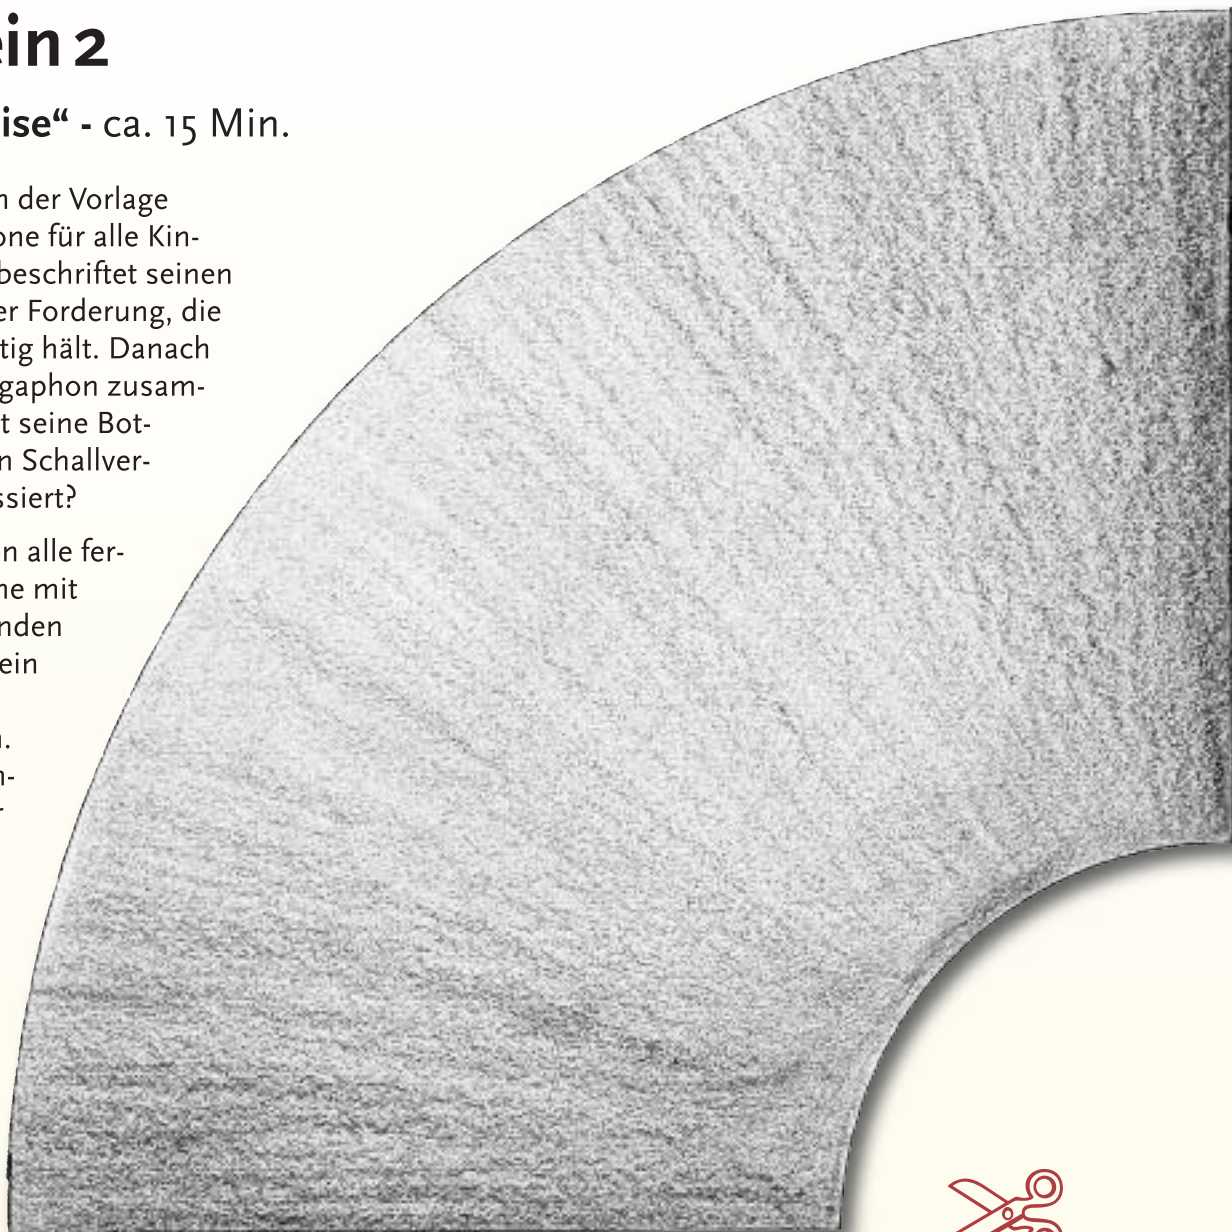 ein 2
ise“ - ca. 15 Min.
n der Vorlage
one für alle Kin-
beschriftet seinen
er Forderung, die
tig hält. Danach
gaphon zusam-
t seine Bot-
n Schallver-
ssiert?
n alle fer-
ne mit
nden
ein
n-
r